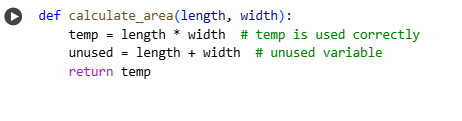 def calculate_area(length, width):
    temp = length * width  # temp is used correctly
    unused = length + width  # unused variable
    return temp